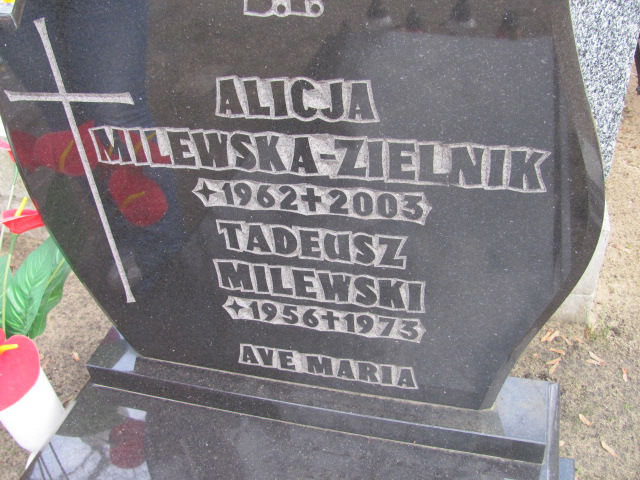 Ś.P.
ALICJA
MILEWSKA-ZIELNIK
✦1962✝2003
TADEUSZ
MILEWSKI
✦1956✝1973
AVE MARIA